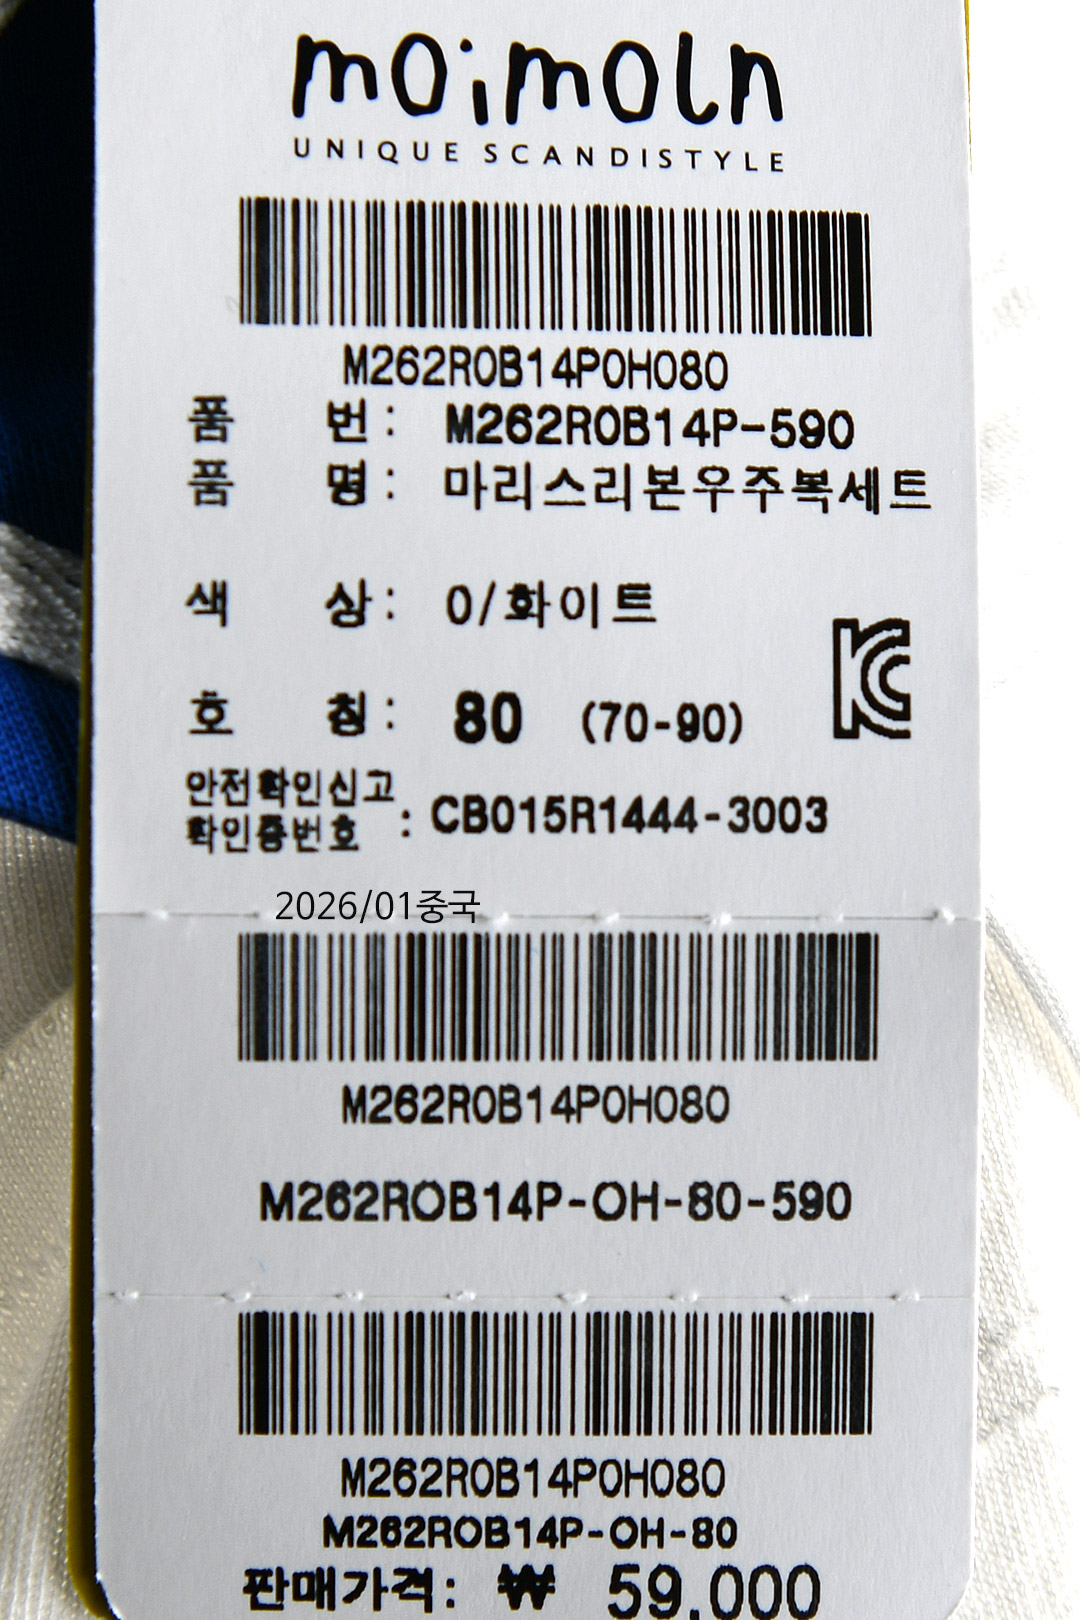 moimoln
UNIQUE SCANDISTYLE
M262R0B14P0H080
품 번 : M262R0B14P-590
품 명 : 마리스리본우주복세트
색 상 : 0/화이트
호 칭 : 80 (70-90)
안전확인신고
확인증번호 : CB015R1444-3003
2026/01중국
M262R0B14P0H080
M262ROB14P-OH-80-590
M262R0B14P0H080
M262ROB14P-OH-80
판매가격: ₩ 59,000